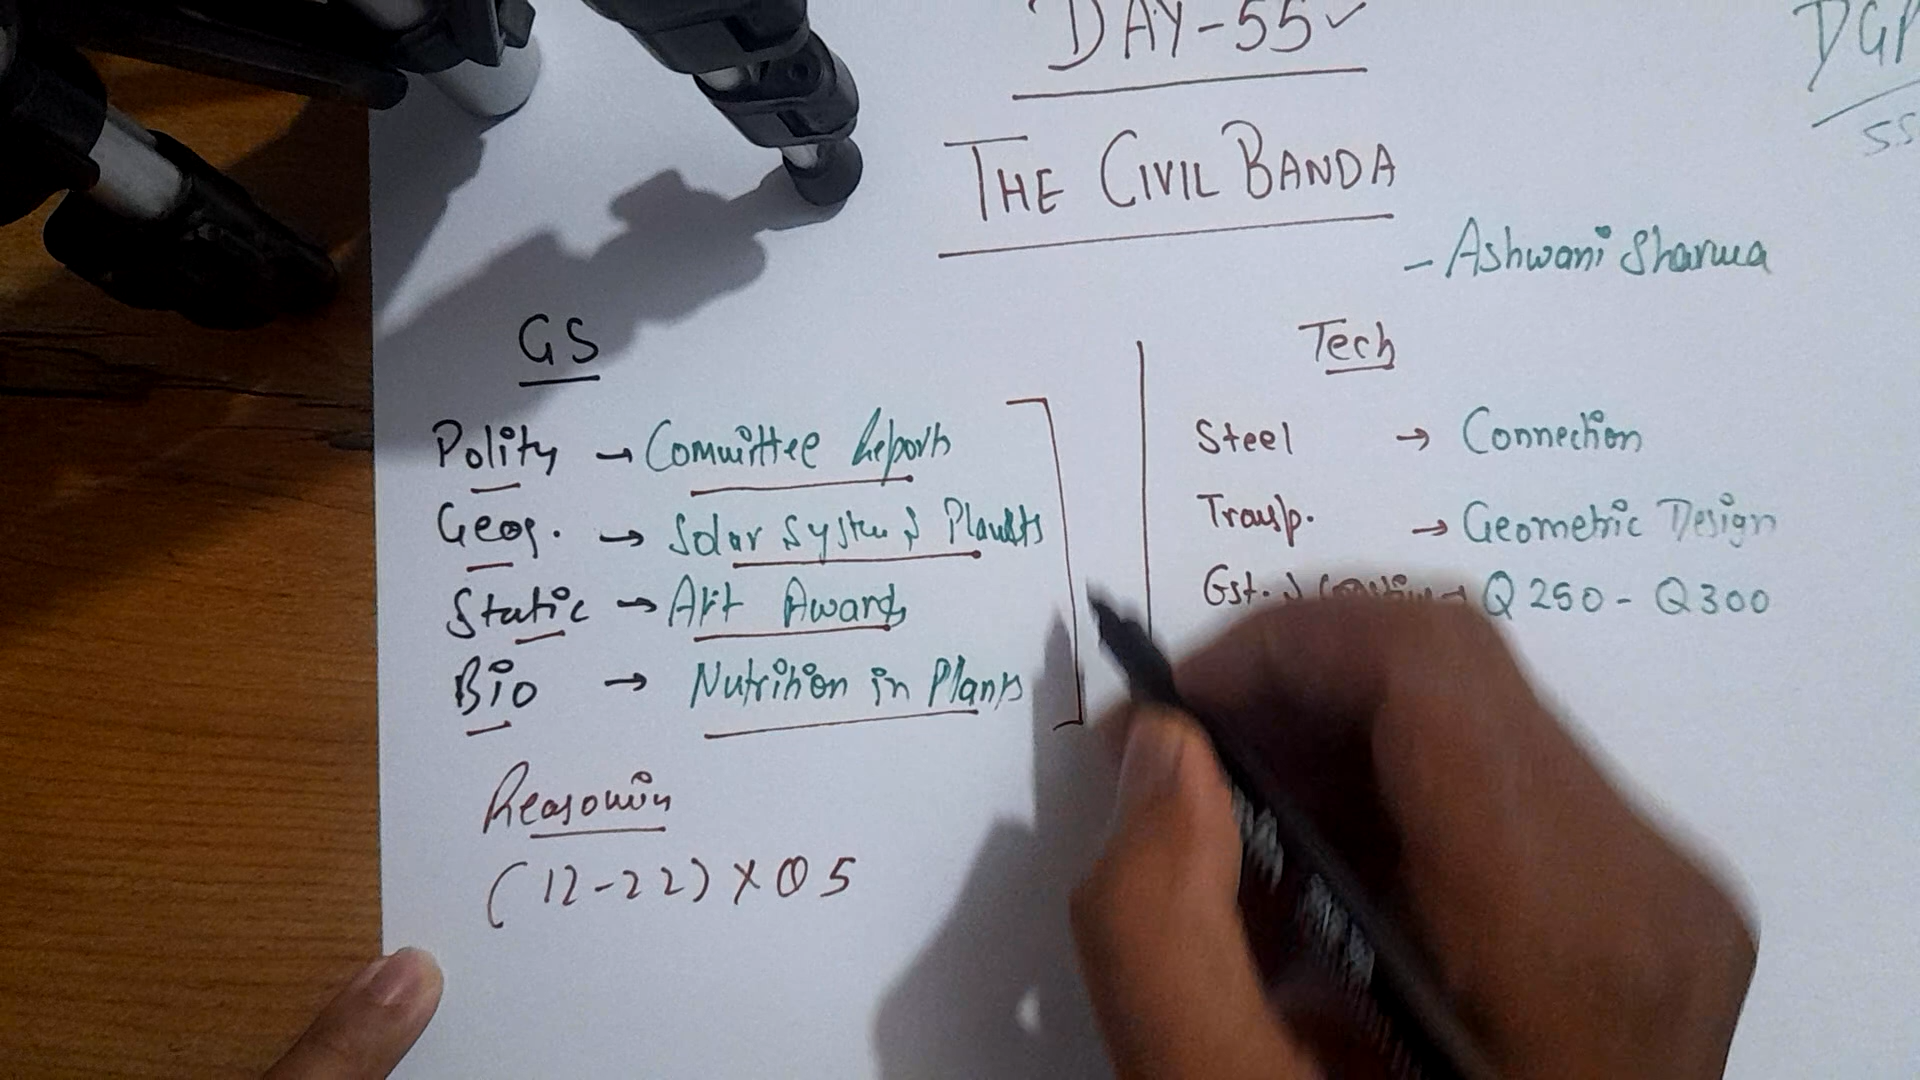 DAY-55✓
THE CIVIL BANDA
- Ashwani Sharma
GS
Polity → Committee Reports
Geog. → Solar System & Planets
Static → Art Awards
Bio → Nutrition in Plants
Reasoning
(12-22) X 05
Tech
Steel → Connection
Transp. → Geometric Design
Est. & → Q 250 - Q 300